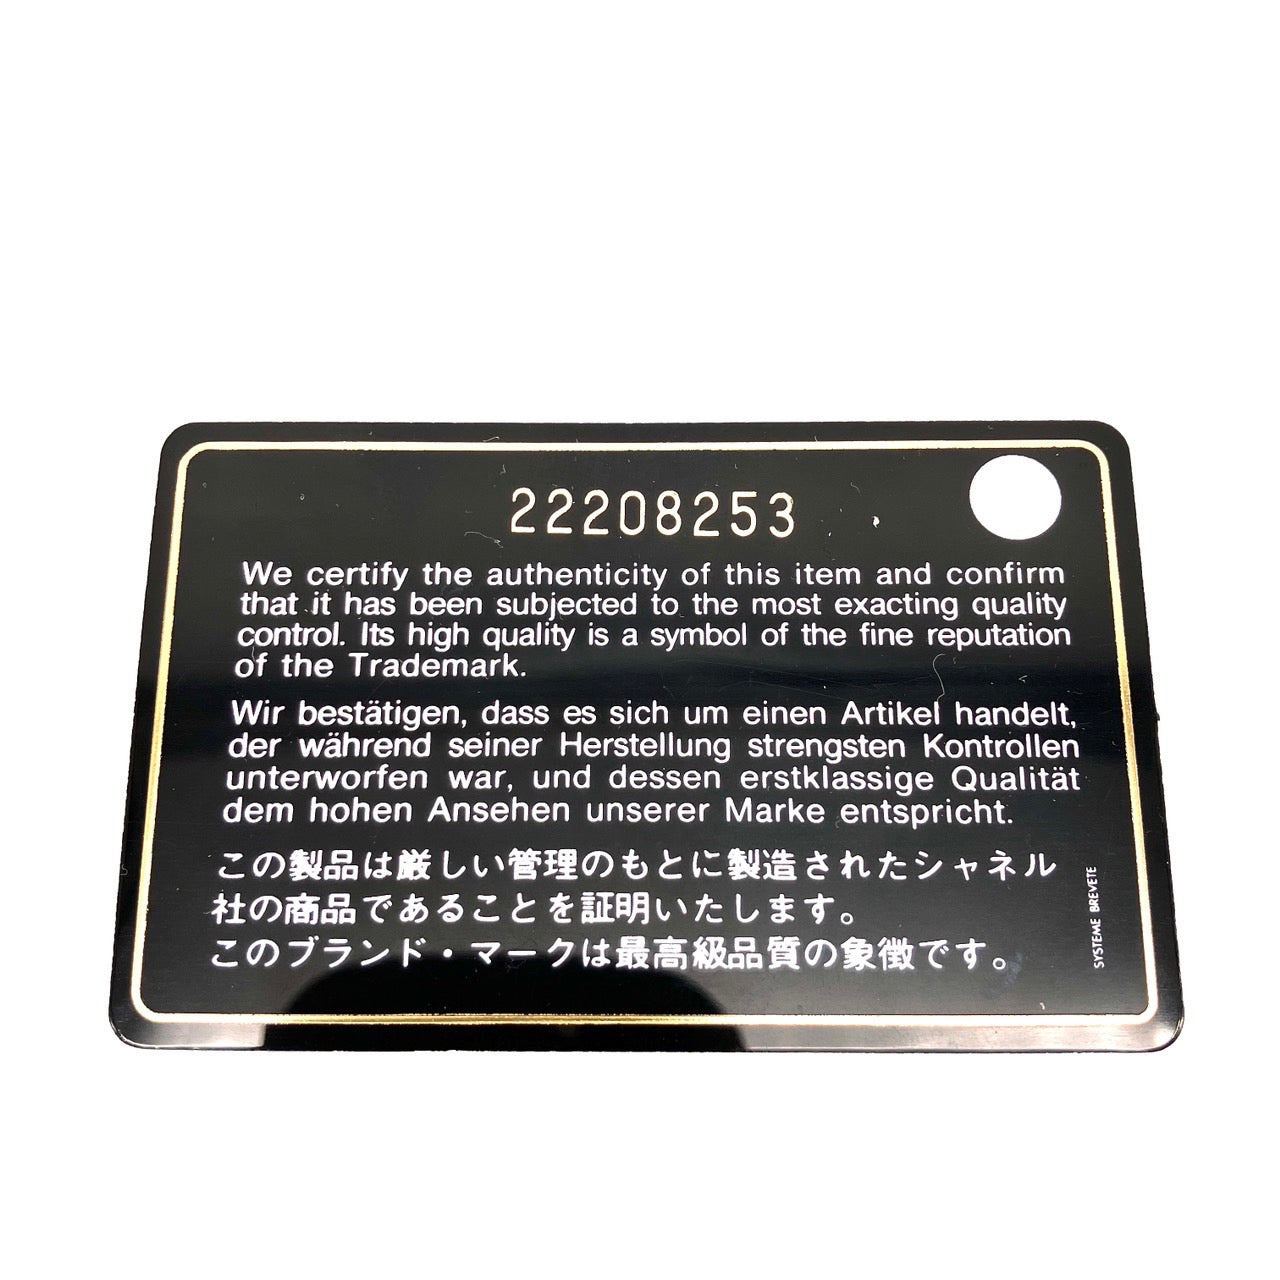 22208253
We certify the authenticity of this item and confirm
that it has been subjected to the most exacting quality
control. Its high quality is a symbol of the fine reputation
of the Trademark.
Wir bestätigen, dass es sich um einen Artikel handelt,
der während seiner Herstellung strengsten Kontrollen
unterworfen war, und dessen erstklassige Qualität
dem hohen Ansehen unserer Marke entspricht.
この製品は厳しい管理のもとに製造されたシャネル
社の商品であることを証明いたします。
このブランド・マークは最高級品質の象徴です。
SYSTEME BREVETE